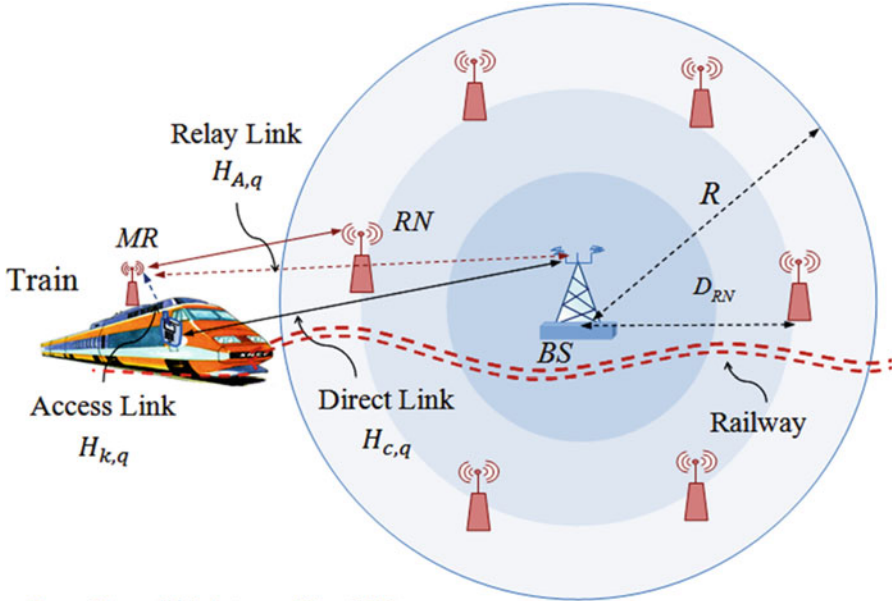 Relay Link
H_{A,q}
MR
RN
R
Train
D_{RN}
BS
Access Link
H_{k,q}
Direct Link
H_{c,q}
Railway